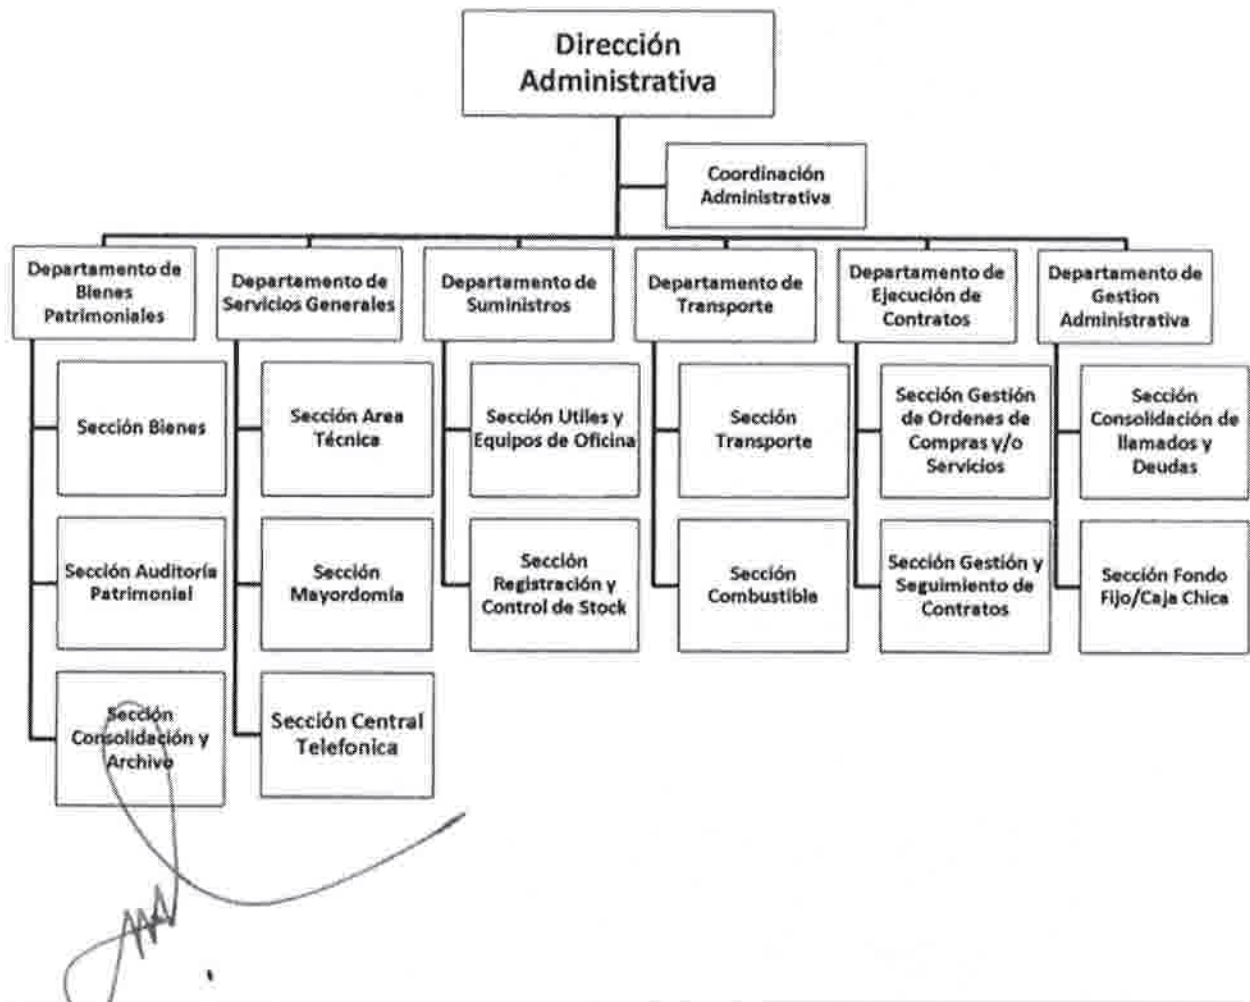 Dirección
Administrativa
Coordinación
Administrativa
Departamento de
Bienes
Patrimoniales
Departamento de
Servicios Generales
Departamento de
Suministros
Departamento de
Transporte
Departamento de
Ejecución de
Contratos
Departamento de
Gestion
Administrativa
Sección Bienes
Sección Area
Técnica
Sección Utiles y
Equipos de Oficina
Sección
Transporte
Sección Gestión
de Ordenes de
Compras y/o
Servicios
Sección
Consolidación de
llamados y
Deudas
Sección Auditoría
Patrimonial
Sección
Mayordomía
Sección
Registración y
Control de Stock
Sección
Combustible
Sección Gestión y
Seguimiento de
Contratos
Sección Fondo
Fijo/Caja Chica
Sección
Consolidación y
Archivo
Sección Central
Telefonica